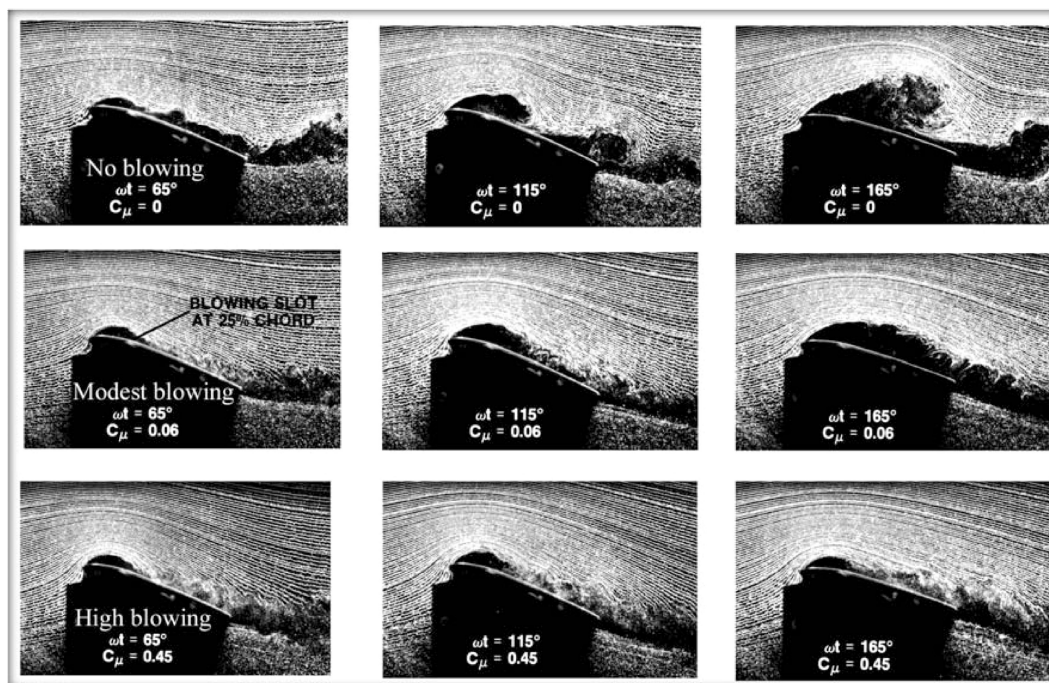 No blowing
ωt = 65°
Cμ = 0
ωt = 115°
Cμ = 0
ωt = 165°
Cμ = 0
BLOWING SLOT
AT 25% CHORD
Modest blowing
ωt = 65°
Cμ = 0.06
ωt = 115°
Cμ = 0.06
ωt = 165°
Cμ = 0.06
High blowing
ωt = 65°
Cμ = 0.45
ωt = 115°
Cμ = 0.45
ωt = 165°
Cμ = 0.45